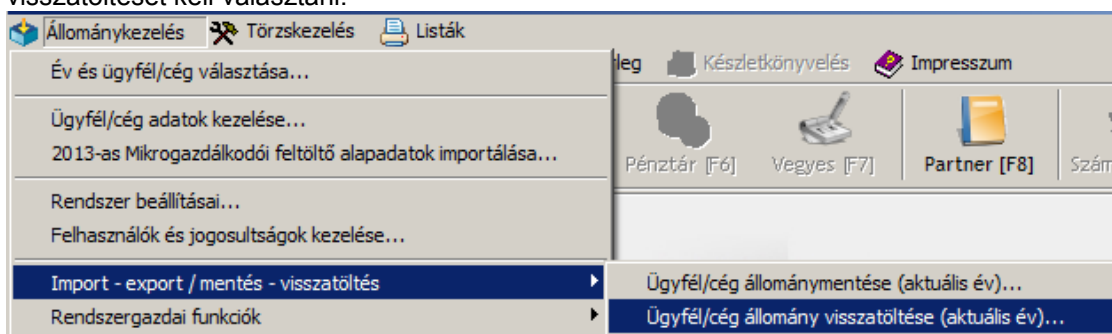 visszatöltését kell választani.
Állománykezelés Törzskezelés Listák
Év és ügyfél/cég választása...
leg Készletkönyvelés Impresszum
Ügyfél/cég adatok kezelése...
2013-as Mikrogazdálkodói feltöltő alapadatok importálása...
Pénztár [F6] Vegyes [F7] Partner [F8] Szám
Rendszer beállításai...
Felhasználók és jogosultságok kezelése...
Import - export / mentés - visszatöltés
Ügyfél/cég állománymentése (aktuális év)...
Rendszergazdai funkciók
Ügyfél/cég állomány visszatöltése (aktuális év)...